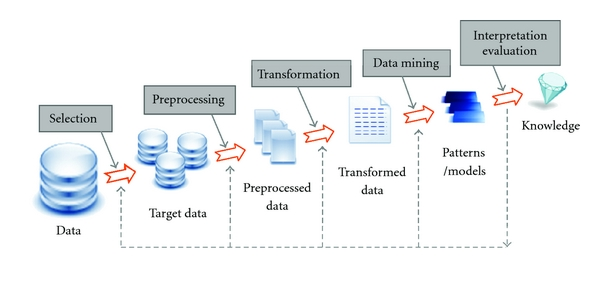 Selection
Preprocessing
Transformation
Data mining
Interpretation
evaluation
Data
Target data
Preprocessed
data
Transformed
data
Patterns
/models
Knowledge